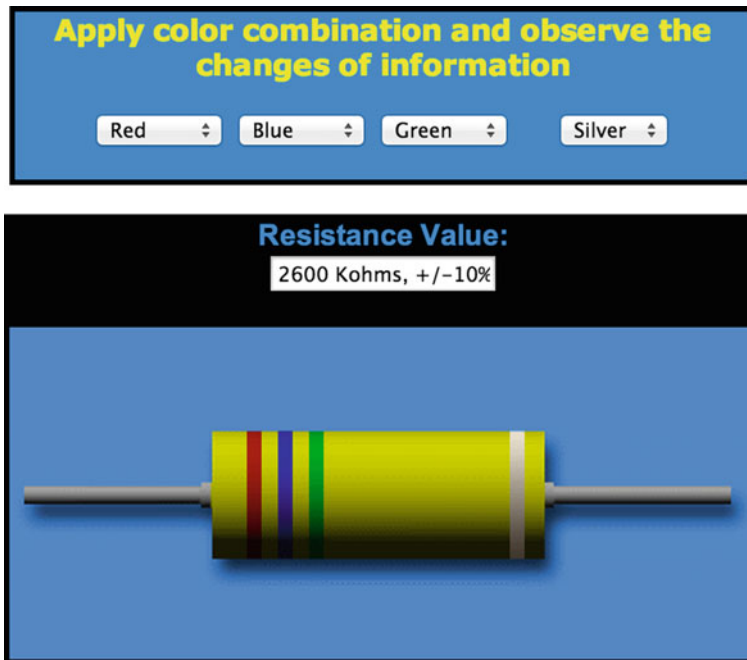 Apply color combination and observe the
changes of information
Red Blue Green Silver
Resistance Value:
2600 Kohms, +/-10%